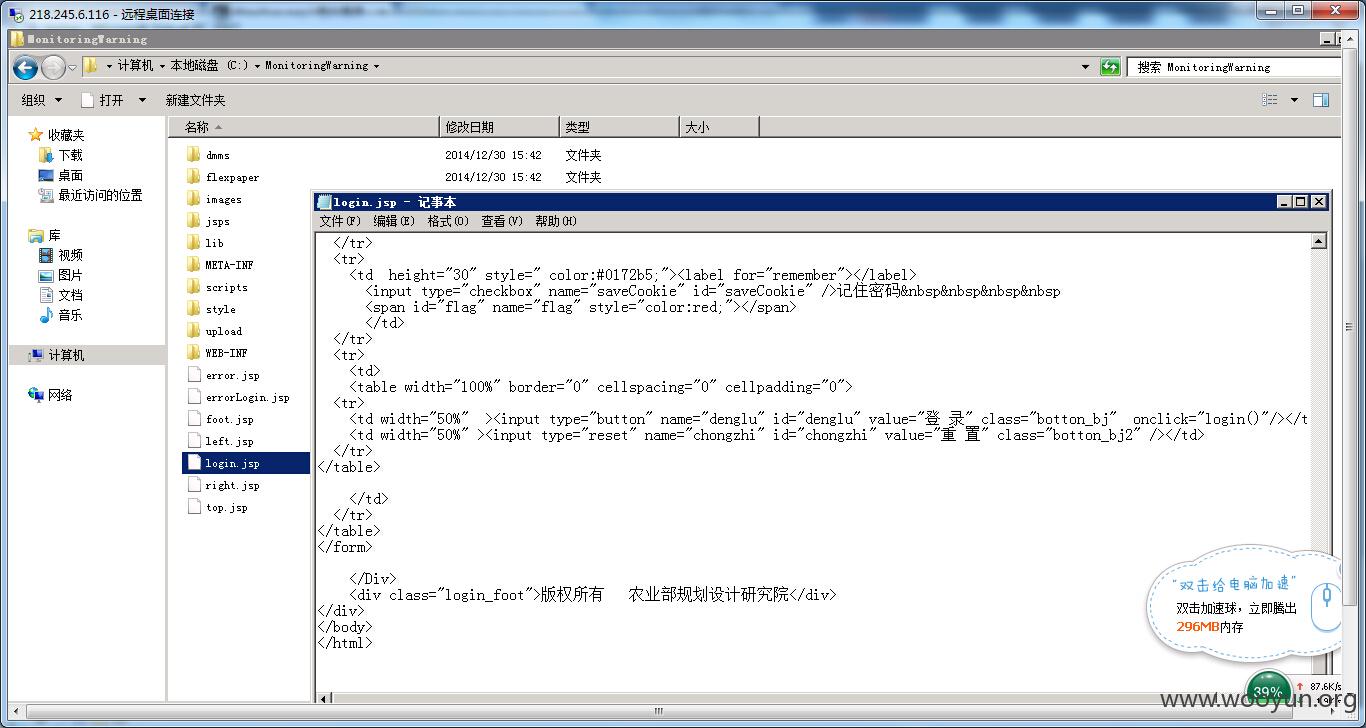 218.245.6.116 - 远程桌面连接
MonitoringWarning
计算机 本地磁盘 (C:) MonitoringWarning
搜索 MonitoringWarning
组织 打开 新建文件夹
收藏夹
下载
桌面
最近访问的位置
库
视频
图片
文档
音乐
计算机
网络
名称 修改日期 类型 大小
dmms 2014/12/30 15:42 文件夹
flexpaper 2014/12/30 15:42 文件夹
images
jsps
lib
META-INF
scripts
style
upload
WEB-INF
error.jsp
errorLogin.jsp
foot.jsp
left.jsp
login.jsp
right.jsp
top.jsp
login.jsp - 记事本
文件(F) 编辑(E) 格式(O) 查看(V) 帮助(H)
</tr>
<tr>
<td  height="30" style=" color:#0172b5;"><label for="remember"></label>
<input type="checkbox" name="saveCookie" id="saveCookie" />记住密码&nbsp&nbsp&nbsp&nbsp
<span id="flag" name="flag" style="color:red;"></span>
</td>
</tr>
<tr>
<td>
<table width="100%" border="0" cellspacing="0" cellpadding="0">
<tr>
<td width="50%"  ><input type="button" name="denglu" id="denglu" value="登 录" class="botton_bj"  onclick="login()"/></t
<td width="50%" ><input type="reset" name="chongzhi" id="chongzhi" value="重 置" class="botton_bj2" /></td>
</tr>
</table>
</td>
</tr>
</table>
</form>
</Div>
<div class="login_foot">版权所有   农业部规划设计研究院</div>
</div>
</body>
</html>
"双击给电脑加速"
双击加速球，立即腾出
296MB内存
39%
87.6K/s
www.wooyun.org